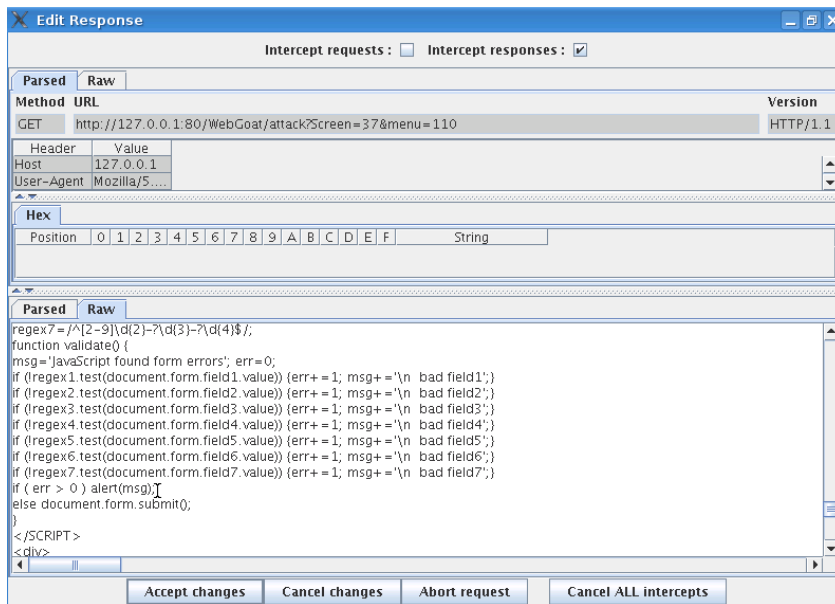 Edit Response
Intercept requests : Intercept responses :
Parsed Raw
Method URL Version
GET http://127.0.0.1:80/WebGoat/attack?Screen=37&menu=110 HTTP/1.1
Header Value
Host 127.0.0.1
User-Agent Mozilla/5....
Hex
Position 0 1 2 3 4 5 6 7 8 9 A B C D E F String
Parsed Raw
regex7=/^[2-9]\d{2}-?\d{3}-?\d{4}$/;
function validate() {
msg='JavaScript found form errors'; err=0;
if (!regex1.test(document.form.field1.value)) {err+=1; msg+='\n  bad field1';}
if (!regex2.test(document.form.field2.value)) {err+=1; msg+='\n  bad field2';}
if (!regex3.test(document.form.field3.value)) {err+=1; msg+='\n  bad field3';}
if (!regex4.test(document.form.field4.value)) {err+=1; msg+='\n  bad field4';}
if (!regex5.test(document.form.field5.value)) {err+=1; msg+='\n  bad field5';}
if (!regex6.test(document.form.field6.value)) {err+=1; msg+='\n  bad field6';}
if (!regex7.test(document.form.field7.value)) {err+=1; msg+='\n  bad field7';}
if ( err > 0 ) alert(msg);
else document.form.submit();
}
</SCRIPT>
<div>
Accept changes Cancel changes Abort request Cancel ALL intercepts